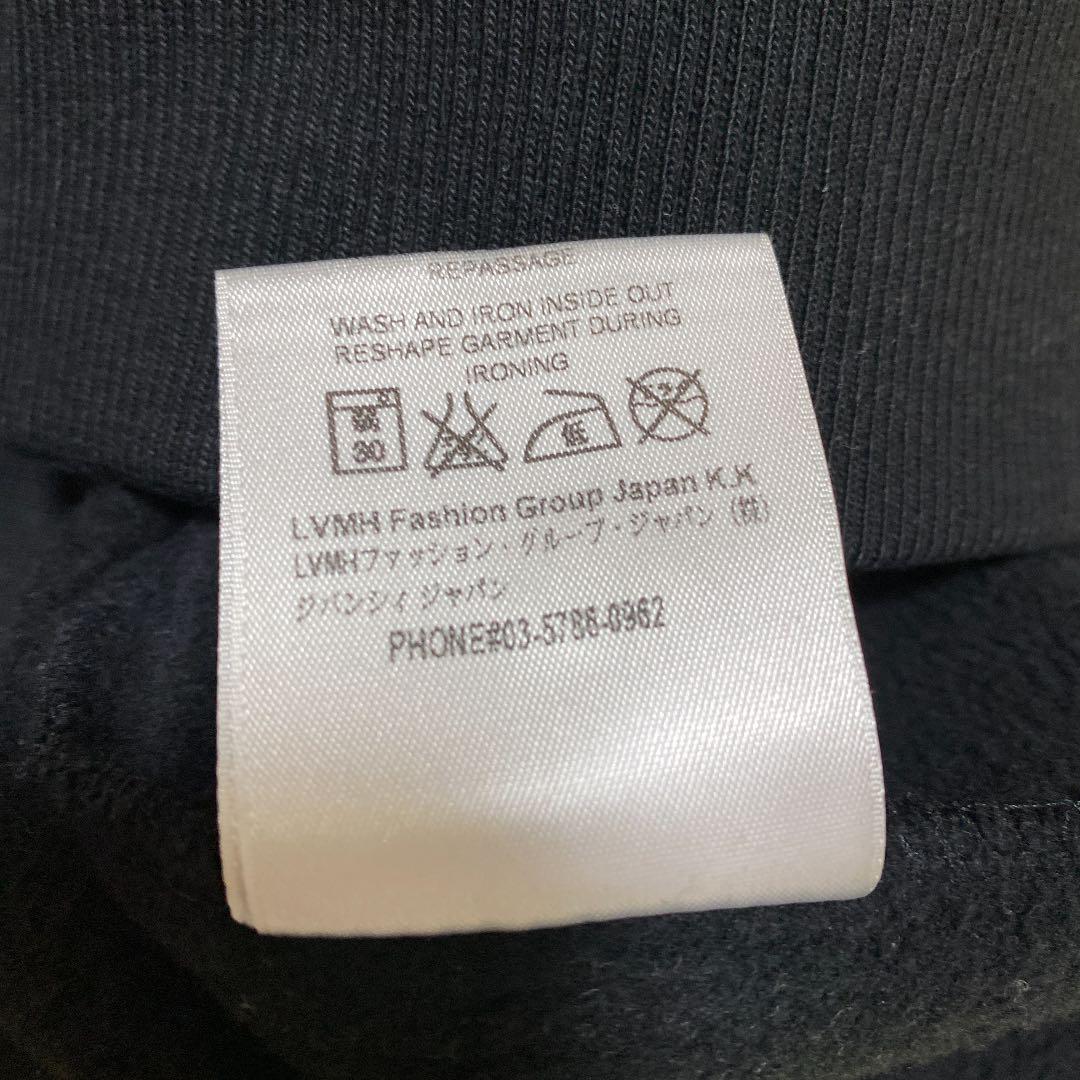 REPASSAGE
WASH AND IRON INSIDE OUT
RESHAPE GARMENT DURING
IRONING
30 低
LVMH Fashion Group Japan K.K
LVMHファッション・グループ・ジャパン (株)
ジバンシィ ジャパン
PHONE#03-5786-0962